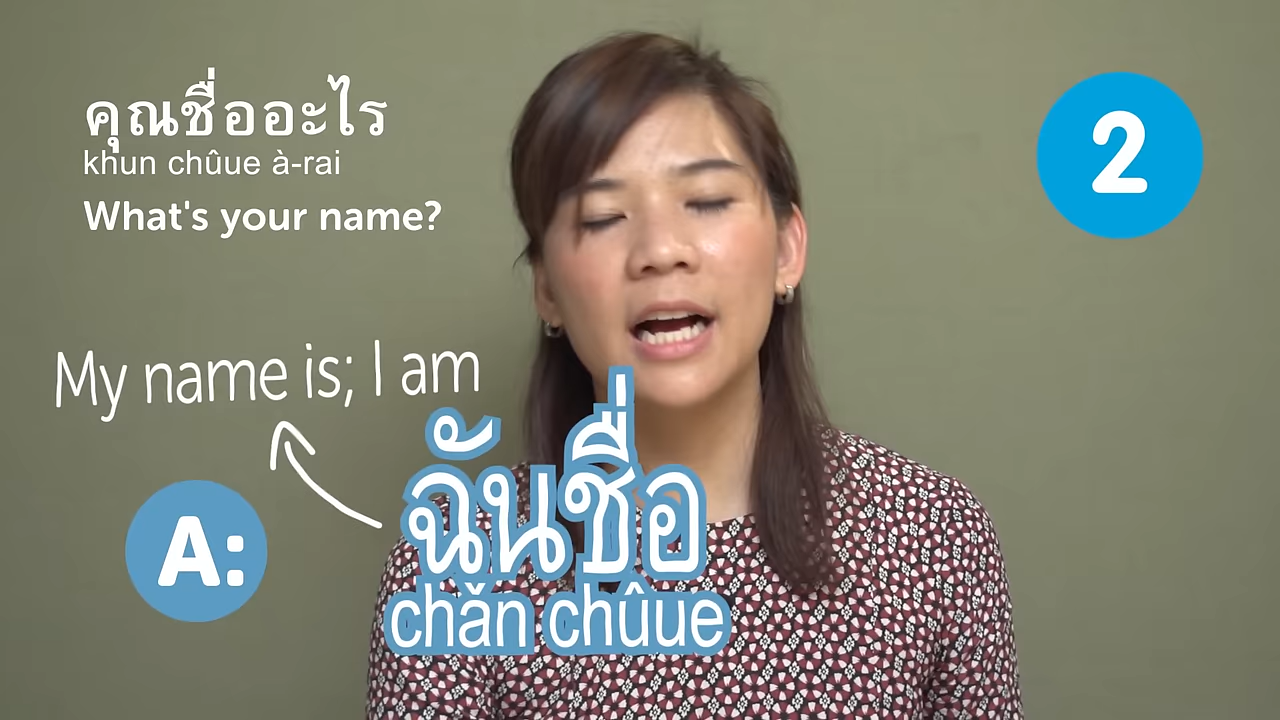 คุณชื่ออะไร
khun chûue à-rai
What's your name?
2
My name is; I am
A:
ฉันชื่อ
chǎn chûue